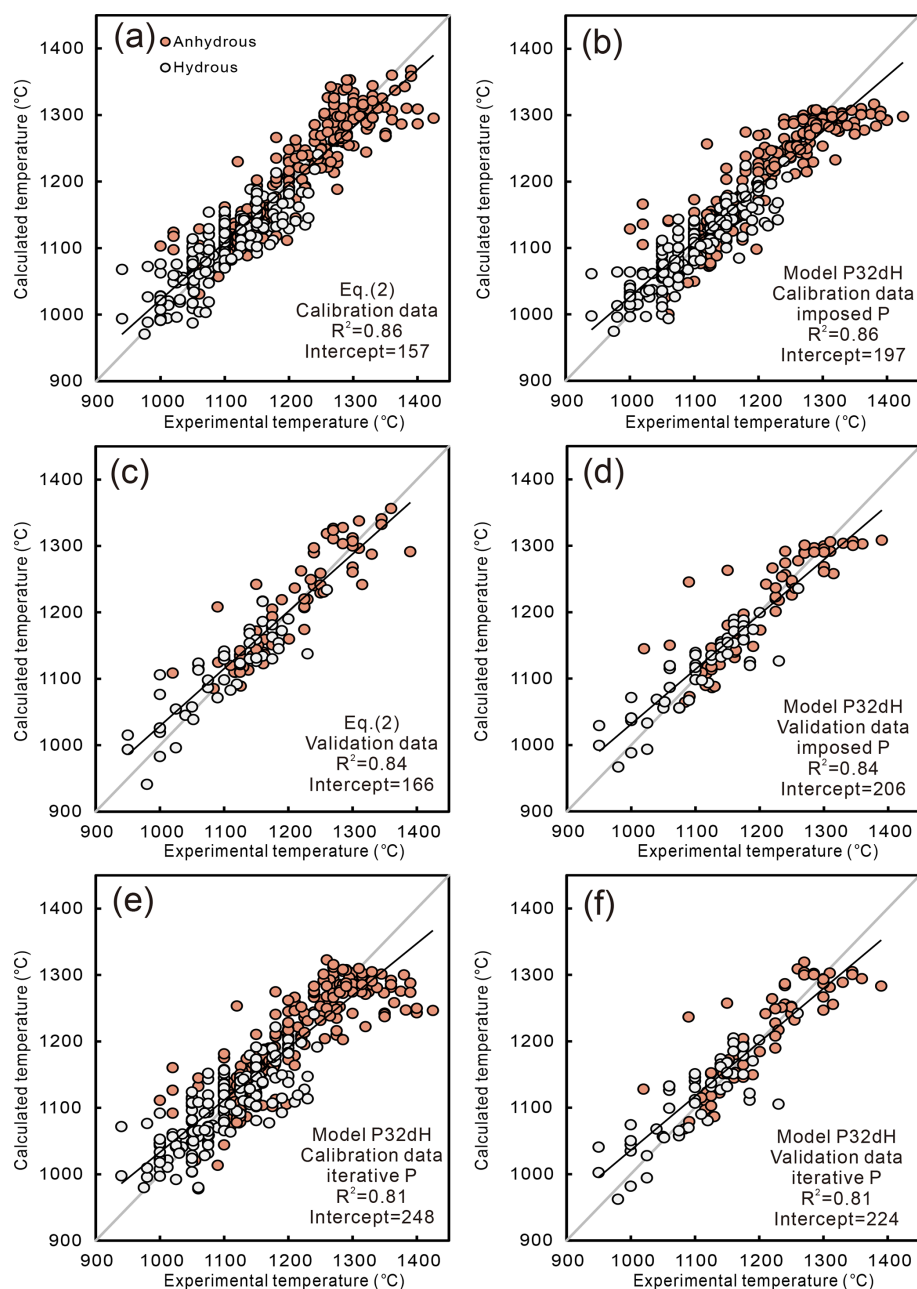 (a)
Anhydrous
Hydrous
1400
1300
1200
1100
1000
900
Calculated temperature (°C)
Eq.(2)
Calibration data
R²=0.86
Intercept=157
900 1000 1100 1200 1300 1400
Experimental temperature (°C)
(b)
1400
1300
1200
1100
1000
900
Calculated temperature (°C)
Model P32dH
Calibration data
imposed P
R²=0.86
Intercept=197
900 1000 1100 1200 1300 1400
Experimental temperature (°C)
(c)
1400
1300
1200
1100
1000
900
Calculated temperature (°C)
Eq.(2)
Validation data
R²=0.84
Intercept=166
900 1000 1100 1200 1300 1400
Experimental temperature (°C)
(d)
1400
1300
1200
1100
1000
900
Calculated temperature (°C)
Model P32dH
Validation data
imposed P
R²=0.84
Intercept=206
900 1000 1100 1200 1300 1400
Experimental temperature (°C)
(e)
1400
1300
1200
1100
1000
900
Calculated temperature (°C)
Model P32dH
Calibration data
iterative P
R²=0.81
Intercept=248
900 1000 1100 1200 1300 1400
Experimental temperature (°C)
(f)
1400
1300
1200
1100
1000
900
Calculated temperature (°C)
Model P32dH
Validation data
iterative P
R²=0.81
Intercept=224
900 1000 1100 1200 1300 1400
Experimental temperature (°C)